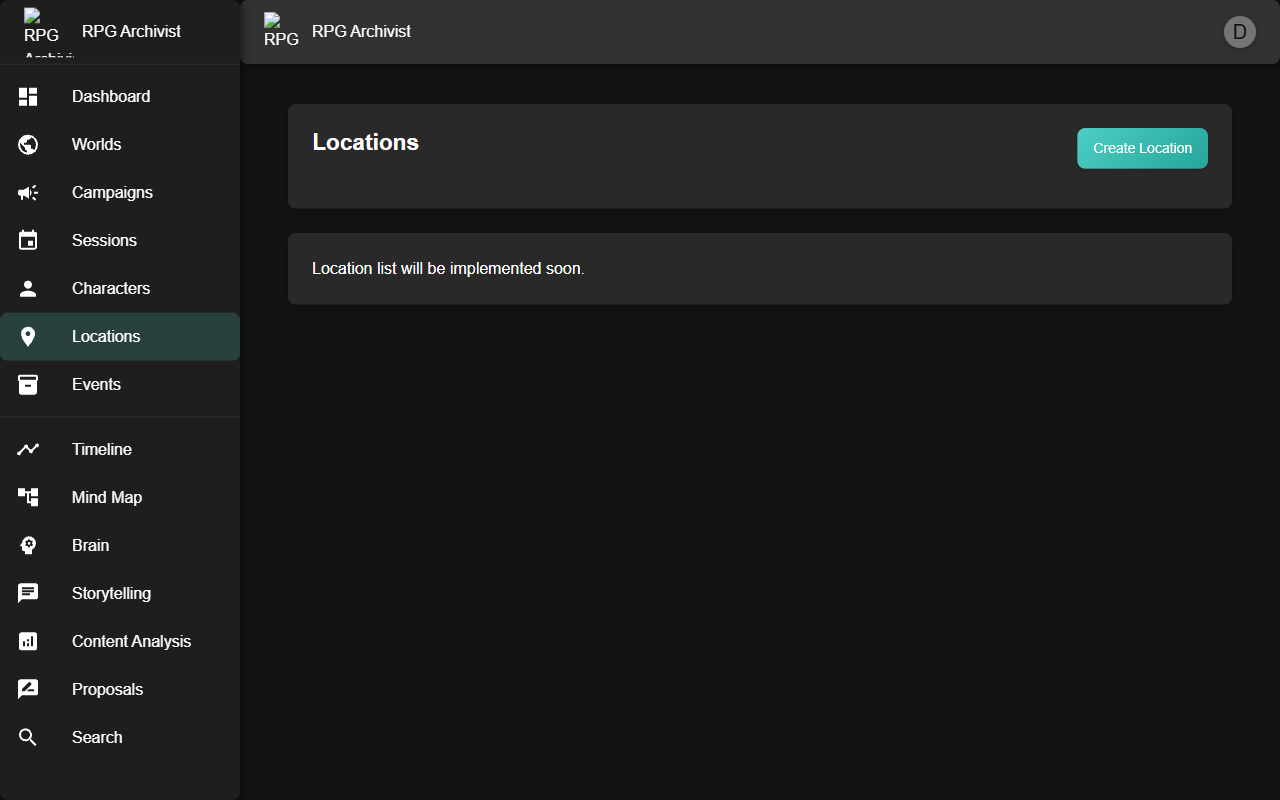 RPG
RPG Archivist
Dashboard
Worlds
Campaigns
Sessions
Characters
Locations
Events
Timeline
Mind Map
Brain
Storytelling
Content Analysis
Proposals
Search
RPG
RPG Archivist
D
Locations
Create Location
Location list will be implemented soon.